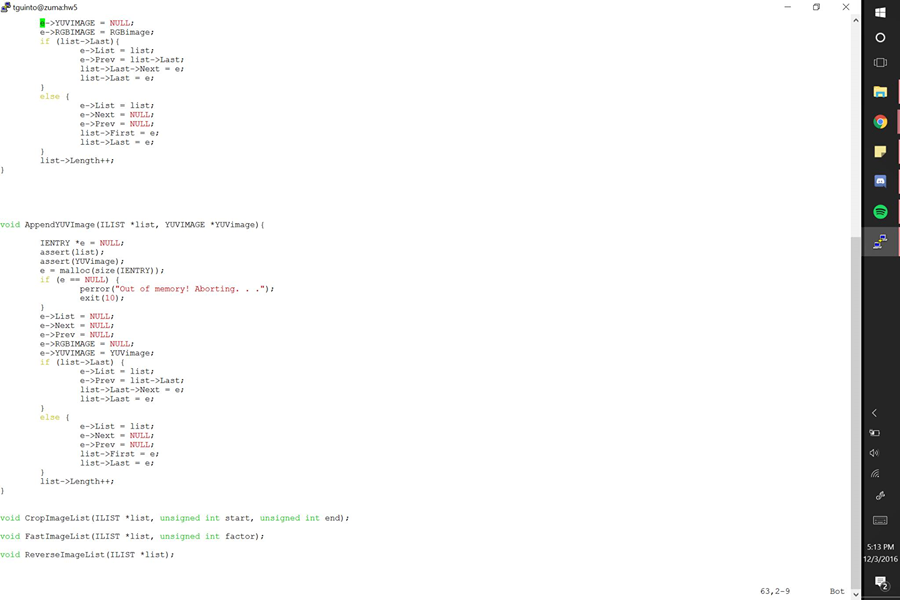 tguinto@zuma:hw5
e->YUVIMAGE = NULL;
e->RGBIMAGE = RGBimage;
if (list->Last){
e->List = list;
e->Prev = list->Last;
list->Last->Next = e;
list->Last = e;
}
else {
e->List = list;
e->Next = NULL;
e->Prev = NULL;
list->First = e;
list->Last = e;
}
list->Length++;
}
void AppendYUVImage(ILIST *list, YUVIMAGE *YUVimage){
IENTRY *e = NULL;
assert(list);
assert(YUVimage);
e = malloc(size(IENTRY));
if (e == NULL) {
perror("Out of memory! Aborting. . .");
exit(10);
}
e->List = NULL;
e->Next = NULL;
e->Prev = NULL;
e->RGBIMAGE = NULL;
e->YUVIMAGE = YUVimage;
if (list->Last) {
e->List = list;
e->Prev = list->Last;
list->Last->Next = e;
list->Last = e;
}
else {
e->List = list;
e->Next = NULL;
e->Prev = NULL;
list->First = e;
list->Last = e;
}
list->Length++;
}
void CropImageList(ILIST *list, unsigned int start, unsigned int end);
void FastImageList(ILIST *list, unsigned int factor);
void ReverseImageList(ILIST *list);
63,2-9 Bot
5:13 PM
12/3/2016
2